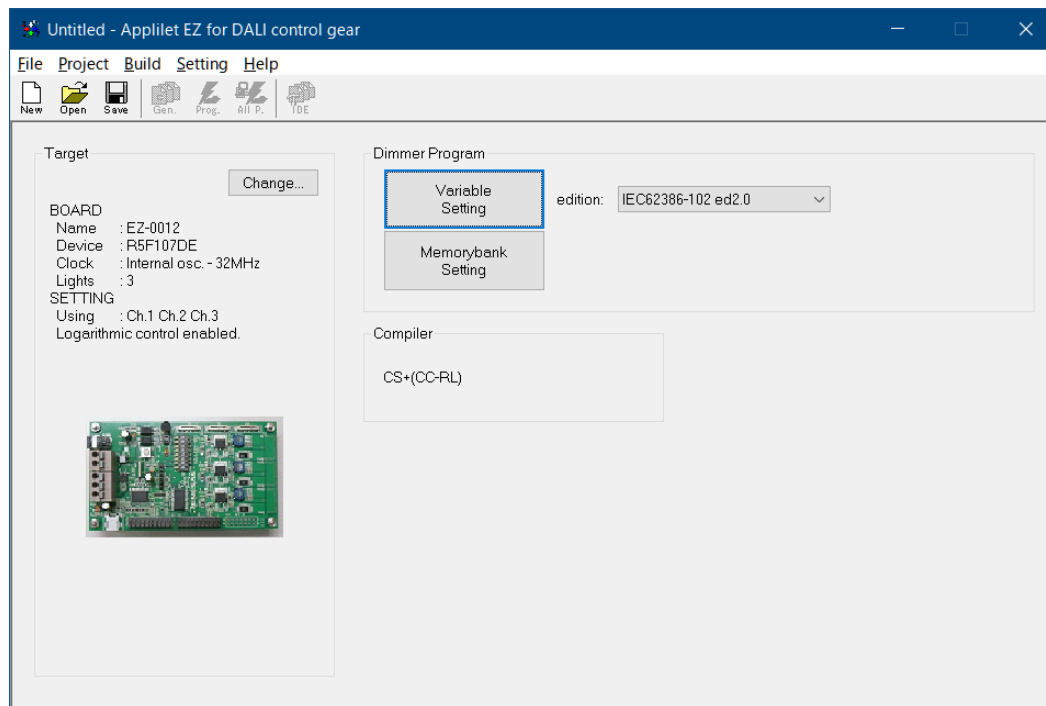 Untitled - Applilet EZ for DALI control gear
File Project Build Setting Help
New Open Save Gen. Prog. All P. IDE
Target
Change...
BOARD
Name : EZ-0012
Device : R5F107DE
Clock : Internal osc. - 32MHz
Lights : 3
SETTING
Using : Ch.1 Ch.2 Ch.3
Logarithmic control enabled.
Dimmer Program
Variable
Setting
edition: IEC62386-102 ed2.0
Memorybank
Setting
Compiler
CS+(CC-RL)